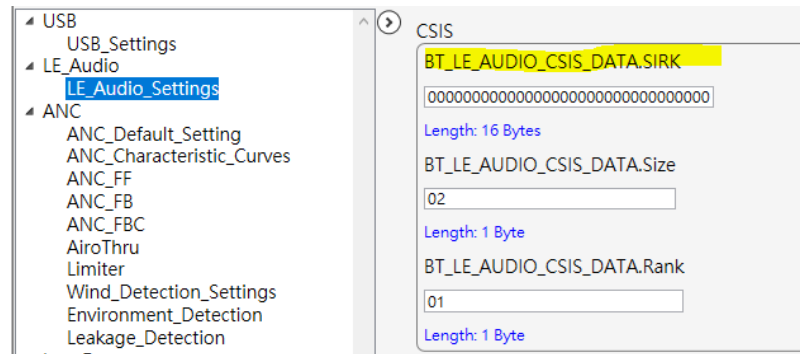 USB
USB_Settings
LE_Audio
LE_Audio_Settings
ANC
ANC_Default_Setting
ANC_Characteristic_Curves
ANC_FF
ANC_FB
ANC_FBC
AiroThru
Limiter
Wind_Detection_Settings
Environment_Detection
Leakage_Detection
CSIS
BT_LE_AUDIO_CSIS_DATA.SIRK
00000000000000000000000000000000
Length: 16 Bytes
BT_LE_AUDIO_CSIS_DATA.Size
02
Length: 1 Byte
BT_LE_AUDIO_CSIS_DATA.Rank
01
Length: 1 Byte